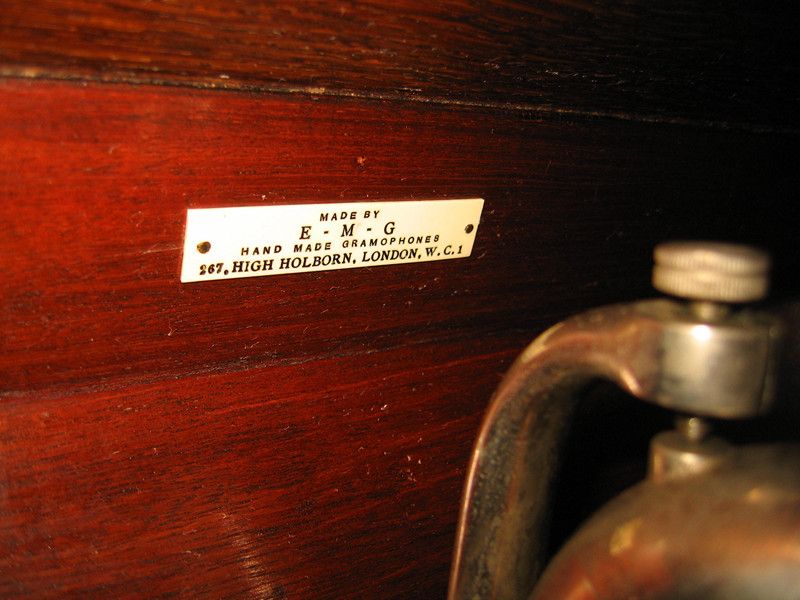 MADE BY
E - M - G
HAND MADE GRAMOPHONES
267, HIGH HOLBORN, LONDON, W.C.1